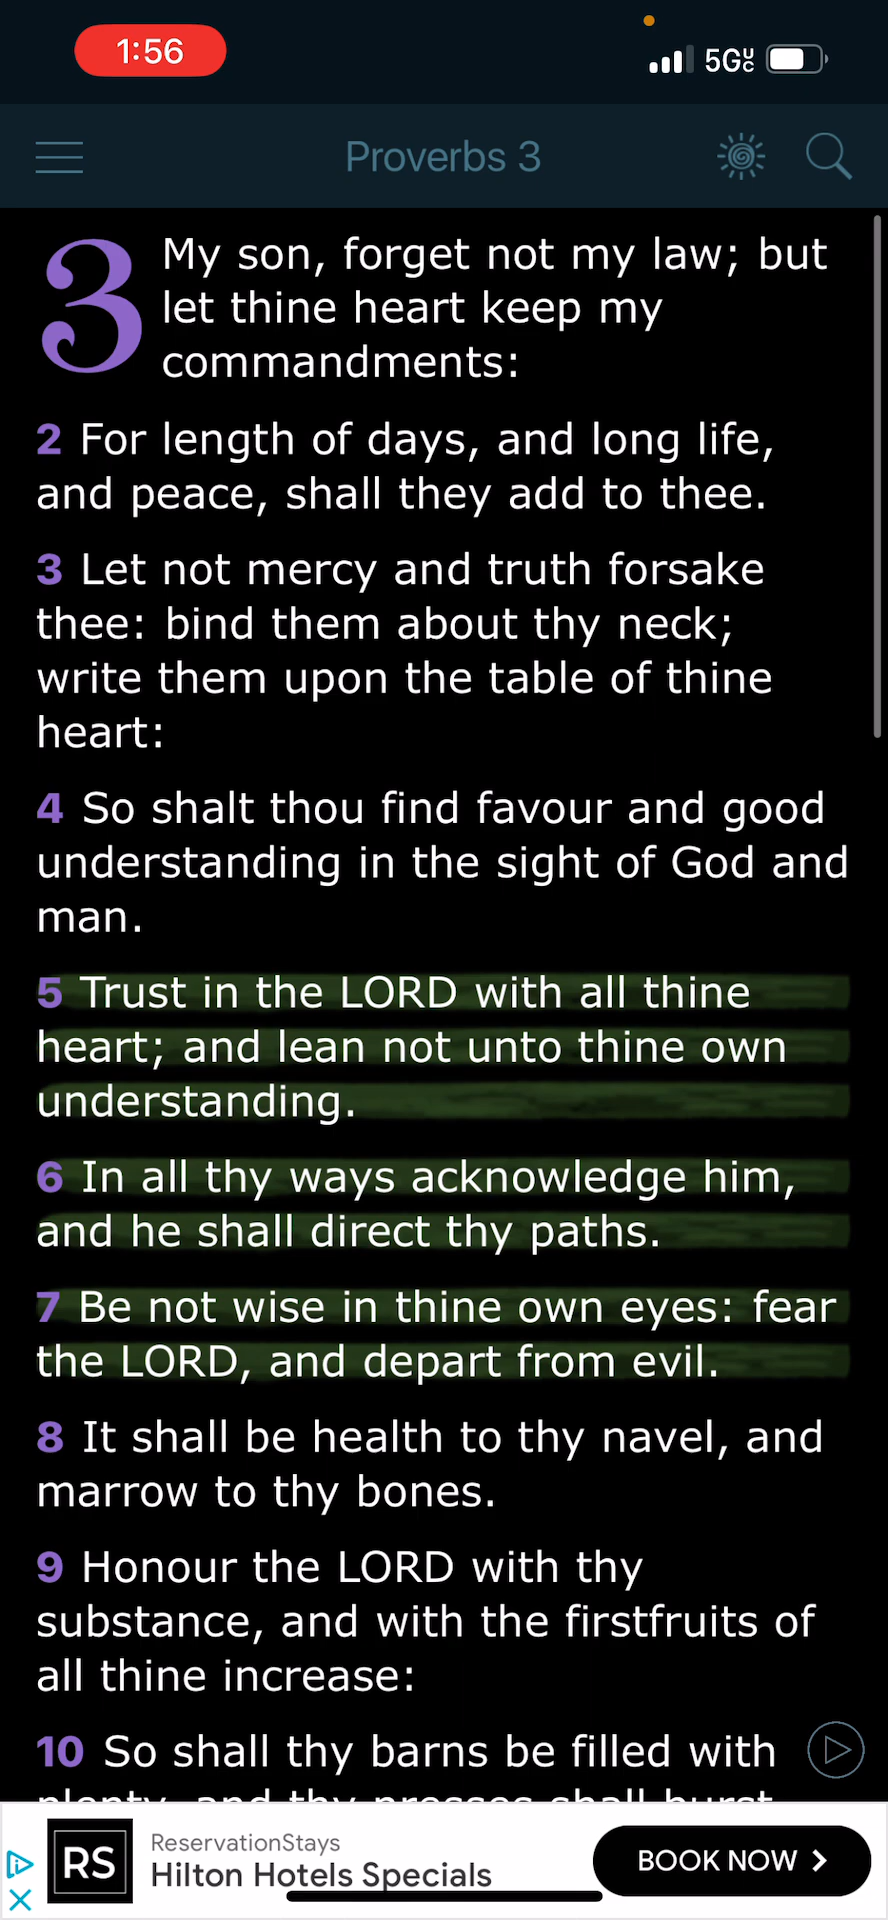 1:56
5G UC
Proverbs 3
3 My son, forget not my law; but
let thine heart keep my
commandments:
2 For length of days, and long life,
and peace, shall they add to thee.
3 Let not mercy and truth forsake
thee: bind them about thy neck;
write them upon the table of thine
heart:
4 So shalt thou find favour and good
understanding in the sight of God and
man.
5 Trust in the LORD with all thine
heart; and lean not unto thine own
understanding.
6 In all thy ways acknowledge him,
and he shall direct thy paths.
7 Be not wise in thine own eyes: fear
the LORD, and depart from evil.
8 It shall be health to thy navel, and
marrow to thy bones.
9 Honour the LORD with thy
substance, and with the firstfruits of
all thine increase:
10 So shall thy barns be filled with
plenty, and thy presses shall burst
RS
ReservationStays
Hilton Hotels Specials
BOOK NOW